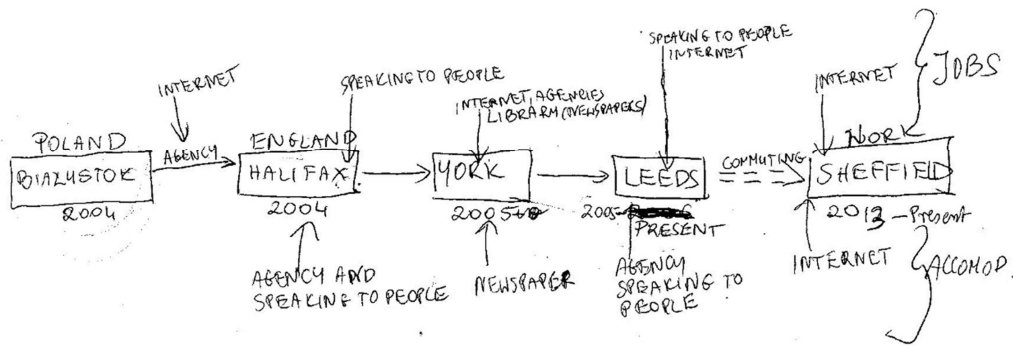 SPEAKING TO PEOPLE
INTERNET
JOBS
INTERNET
SPEAKING TO PEOPLE
INTERNET
INTERNET, AGENCIES
LIBRARY (NEWSPAPERS)
POLAND
ENGLAND
WORK
AGENCY
COMMUTING
BIALYSTOK
HALIFAX
YORK
LEEDS
SHEFFIELD
2004
2004
2005
2005-
PRESENT
2013 - Present
AGENCY AND
SPEAKING TO PEOPLE
NEWSPAPER
AGENCY
SPEAKING TO
PEOPLE
INTERNET
ACCOMOD.